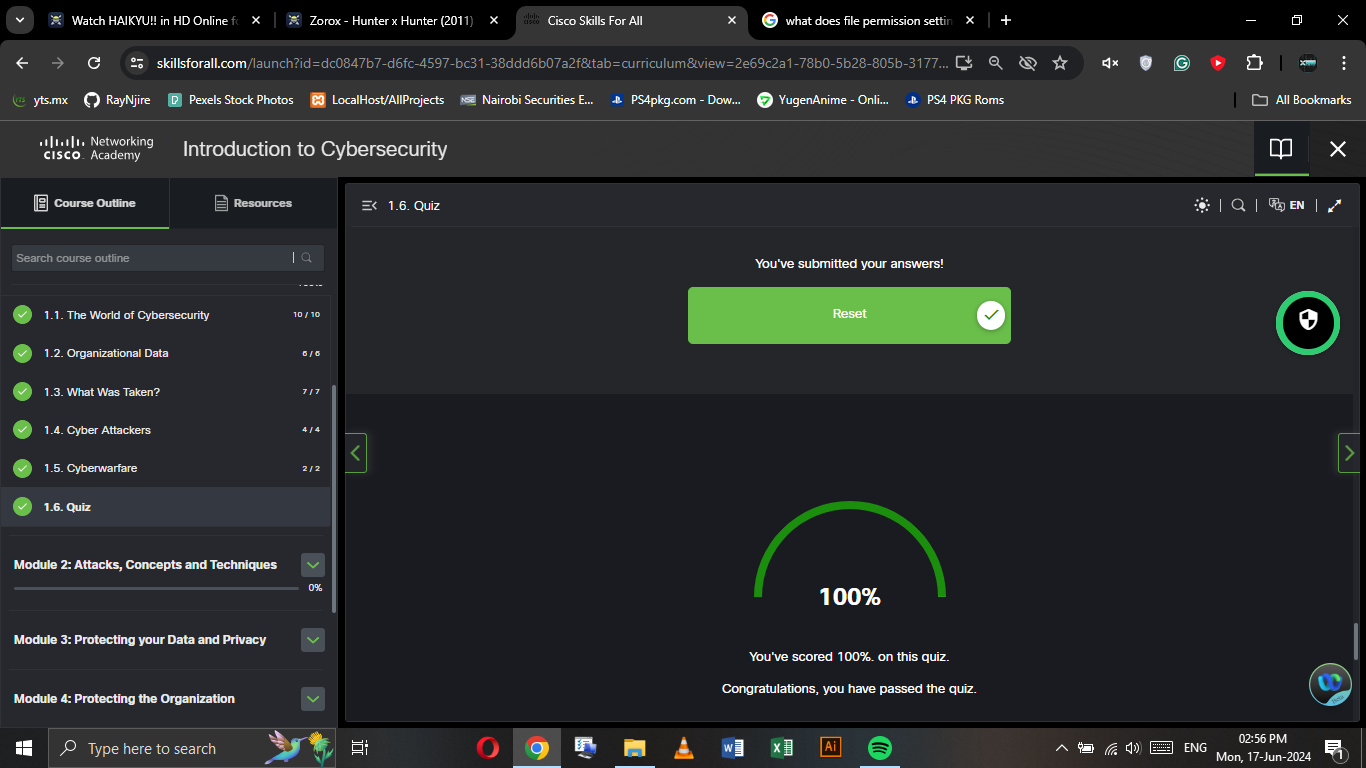 Watch HAIKYU!! in HD Online f
Zorox - Hunter x Hunter (2011)
Cisco Skills For All
what does file permission settin
skillsforall.com/launch?id=dc0847b7-d6fc-4597-bc31-38ddd6b07a2f&tab=curriculum&view=2e69c2a1-78b0-5b28-805b-3177...
yts.mx
RayNjire
Pexels Stock Photos
LocalHost/AllProjects
NSE
Nairobi Securities E...
PS4pkg.com - Dow...
YugenAnime - Onli...
PS4 PKG Roms
All Bookmarks
CISCO Networking Academy
Introduction to Cybersecurity
Course Outline
Resources
1.6. Quiz
EN
Search course outline
1.1. The World of Cybersecurity 10 / 10
1.2. Organizational Data 6 / 6
1.3. What Was Taken? 7 / 7
1.4. Cyber Attackers 4 / 4
1.5. Cyberwarfare 2 / 2
1.6. Quiz
Module 2: Attacks, Concepts and Techniques
0%
Module 3: Protecting your Data and Privacy
Module 4: Protecting the Organization
You've submitted your answers!
Reset
100%
You've scored 100%. on this quiz.
Congratulations, you have passed the quiz.
Type here to search
ENG
02:56 PM
Mon, 17-Jun-2024
1